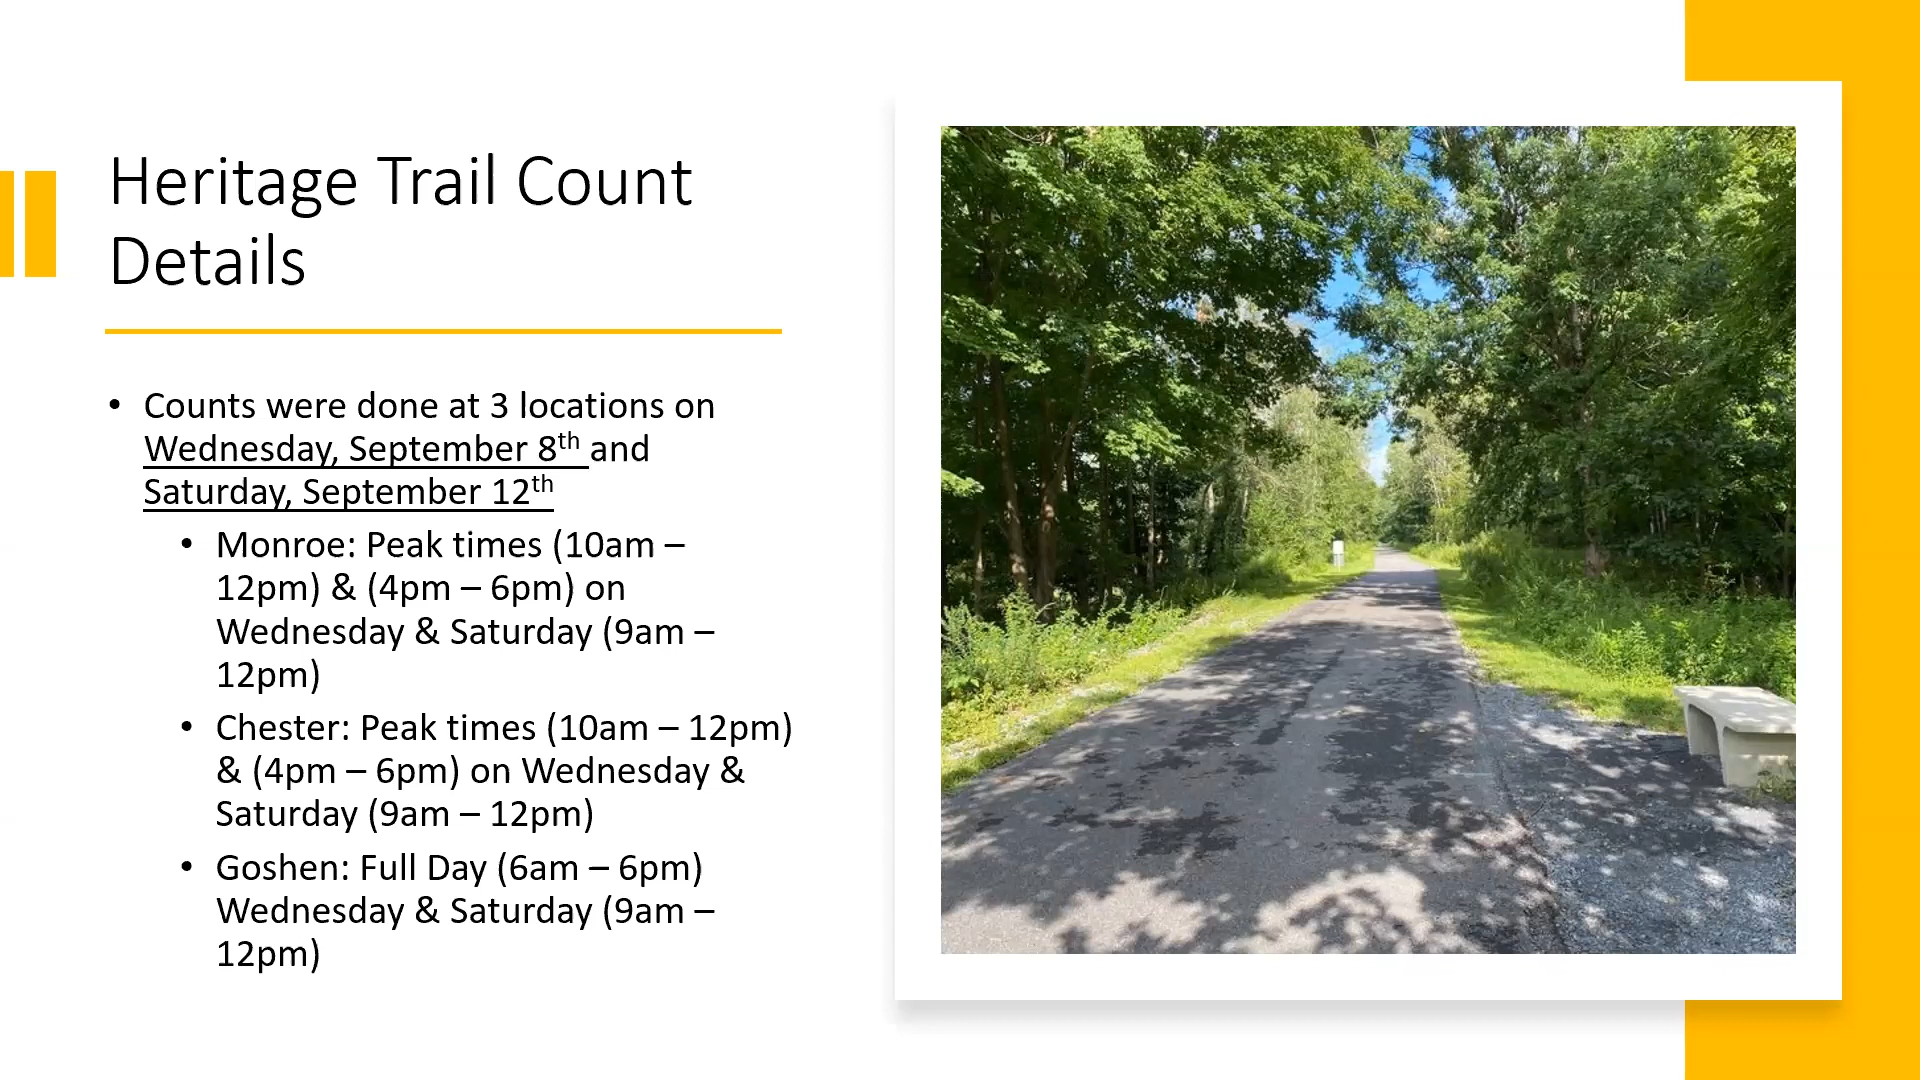 Heritage Trail Count
Details
• Counts were done at 3 locations on
Wednesday, September 8th and
Saturday, September 12th
• Monroe: Peak times (10am –
12pm) & (4pm – 6pm) on
Wednesday & Saturday (9am –
12pm)
• Chester: Peak times (10am – 12pm)
& (4pm – 6pm) on Wednesday &
Saturday (9am – 12pm)
• Goshen: Full Day (6am – 6pm)
Wednesday & Saturday (9am –
12pm)